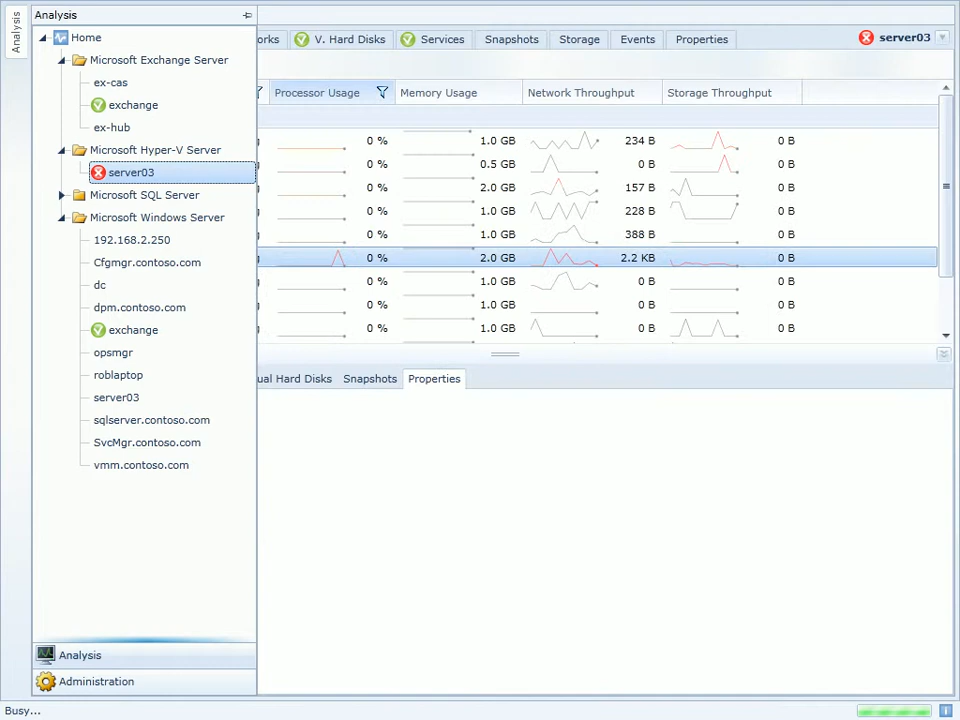 Analysis
Analysis
Home
Microsoft Exchange Server
ex-cas
exchange
ex-hub
Microsoft Hyper-V Server
server03
Microsoft SQL Server
Microsoft Windows Server
192.168.2.250
Cfgmgr.contoso.com
dc
dpm.contoso.com
exchange
opsmgr
roblaptop
server03
sqlserver.contoso.com
SvcMgr.contoso.com
vmm.contoso.com
Analysis
Administration
orks V. Hard Disks Services Snapshots Storage Events Properties server03
Processor Usage Memory Usage Network Throughput Storage Throughput
0 % 1.0 GB 234 B 0 B
0 % 0.5 GB 0 B 0 B
0 % 2.0 GB 157 B 0 B
0 % 1.0 GB 228 B 0 B
0 % 1.0 GB 388 B 0 B
g 0 % 2.0 GB 2.2 KB 0 B
0 % 1.0 GB 0 B 0 B
0 % 1.0 GB 0 B 0 B
0 % 1.0 GB 0 B 0 B
ual Hard Disks Snapshots Properties
Busy...